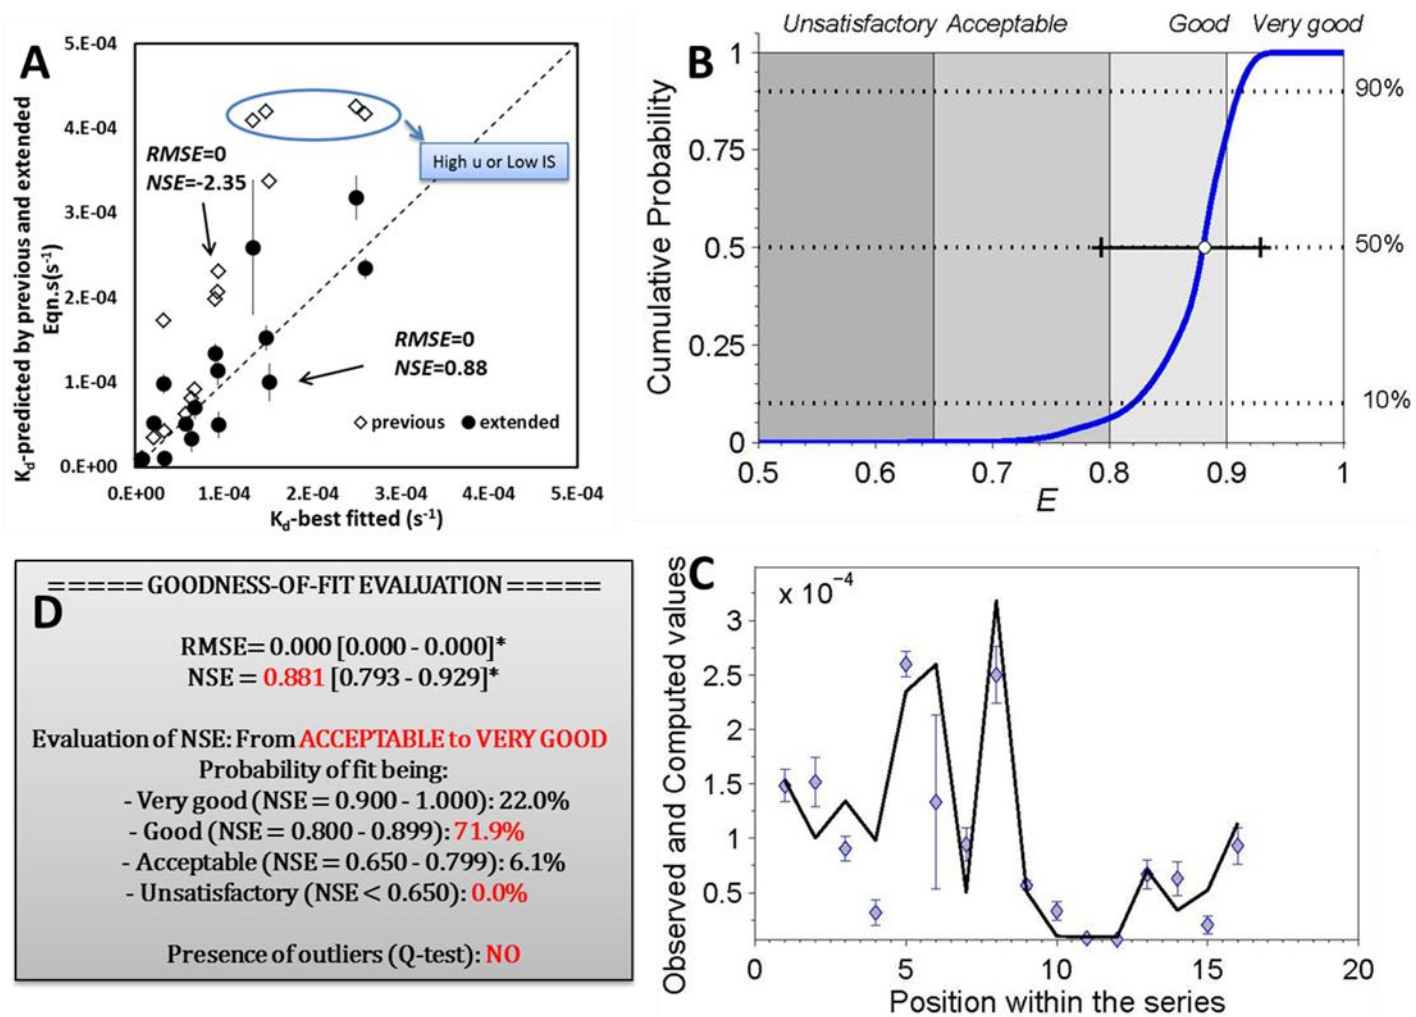 A
5.E-04
4.E-04
3.E-04
2.E-04
1.E-04
0.E+00
K_d-predicted by previous and extended
Eqn.s(s⁻¹)
RMSE=0
NSE=-2.35
High u or Low IS
RMSE=0
NSE=0.88
previous
extended
0.E+00 1.E-04 2.E-04 3.E-04 4.E-04 5.E-04
K_d-best fitted (s⁻¹)
B
Unsatisfactory Acceptable Good Very good
1
0.75
0.5
0.25
0
Cumulative Probability
90%
50%
10%
0.5 0.6 0.7 0.8 0.9 1
E
D
===== GOODNESS-OF-FIT EVALUATION =====
RMSE= 0.000 [0.000 - 0.000]*
NSE = 0.881 [0.793 - 0.929]*
Evaluation of NSE: From ACCEPTABLE to VERY GOOD
Probability of fit being:
- Very good (NSE = 0.900 - 1.000): 22.0%
- Good (NSE = 0.800 - 0.899): 71.9%
- Acceptable (NSE = 0.650 - 0.799): 6.1%
- Unsatisfactory (NSE < 0.650): 0.0%
Presence of outliers (Q-test): NO
C
x 10⁻⁴
3
2.5
2
1.5
1
0.5
Observed and Computed values
0 5 10 15 20
Position within the series